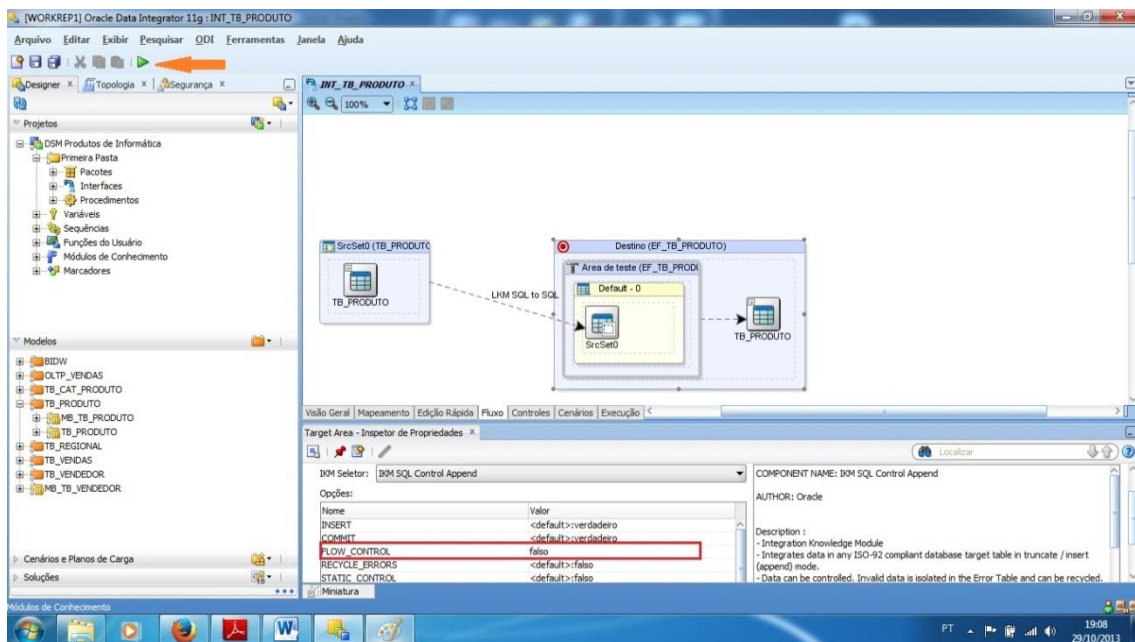 [WORKREP1] Oracle Data Integrator 11g : INT_TB_PRODUTO
Arquivo Editar Exibir Pesquisar ODI Ferramentas Janela Ajuda
Designer Topologia Segurança
Projetos
DSM Produtos de Informática
Primeira Pasta
Pacotes
Interfaces
Procedimentos
Variáveis
Sequências
Funções do Usuário
Módulos de Conhecimento
Marcadores
Modelos
BIDW
OLTP_VENDAS
TB_CAT_PRODUTO
TB_PRODUTO
MB_TB_PRODUTO
TB_PRODUTO
TB_REGIONAL
TB_VENDAS
TB_VENDEDOR
MB_TB_VENDEDOR
Cenários e Planos de Carga
Soluções
Módulos de Conhecimento
INT_TB_PRODUTO
100%
SrcSet0 (TB_PRODUTO
TB_PRODUTO
LKM SQL to SQL
Destino (EF_TB_PRODUTO)
Area de teste (EF_TB_PRODU
Default - 0
SrcSet0
TB_PRODUTO
Visão Geral Mapeamento Edição Rápida Fluxo Controles Cenários Execução
Target Area - Inspetor de Propriedades
Localizar
IKM Seletor: IKM SQL Control Append
Opções:
Nome Valor
INSERT <default>:verdadeiro
COMMIT <default>:verdadeiro
FLOW_CONTROL falso
RECYCLE_ERRORS <default>:falso
STATIC_CONTROL <default>:falso
COMPONENT NAME: IKM SQL Control Append
AUTHOR: Oracle
Description :
- Integration Knowledge Module
- Integrates data in any ISO-92 compliant database target table in truncate / insert
(append) mode.
- Data can be controlled. Invalid data is isolated in the Error Table and can be recycled.
Miniatura
PT
19:08
29/10/2013